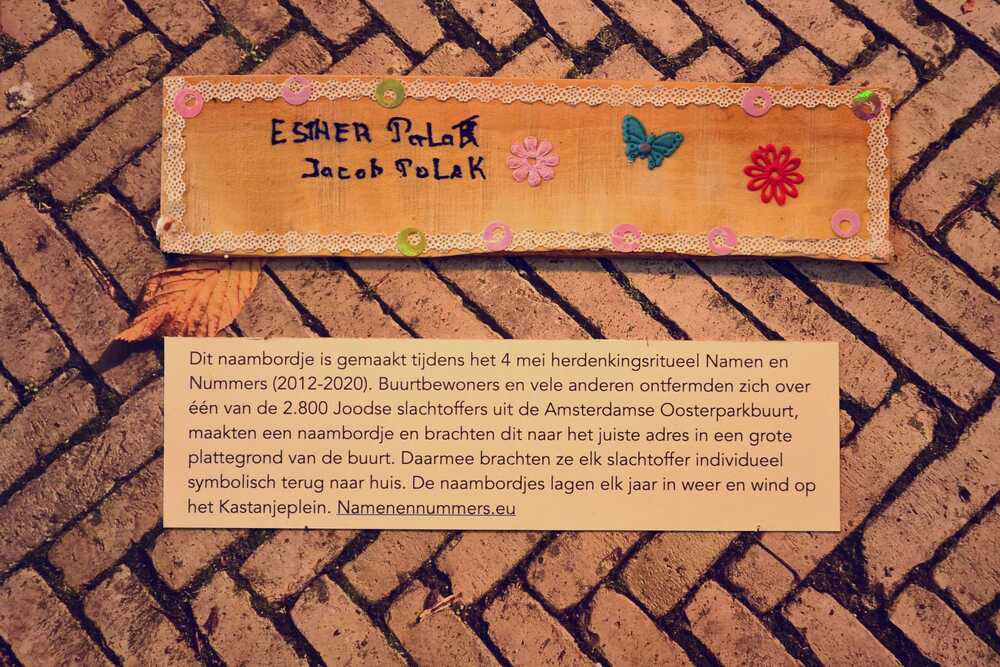 ESTHER PoLaK
Jacob PoLaK
Dit naambordje is gemaakt tijdens het 4 mei herdenkingsritueel Namen en
Nummers (2012-2020). Buurtbewoners en vele anderen ontfermden zich over
één van de 2.800 Joodse slachtoffers uit de Amsterdamse Oosterparkbuurt,
maakten een naambordje en brachten dit naar het juiste adres in een grote
plattegrond van de buurt. Daarmee brachten ze elk slachtoffer individueel
symbolisch terug naar huis. De naambordjes lagen elk jaar in weer en wind op
het Kastanjeplein. Namenennummers.eu